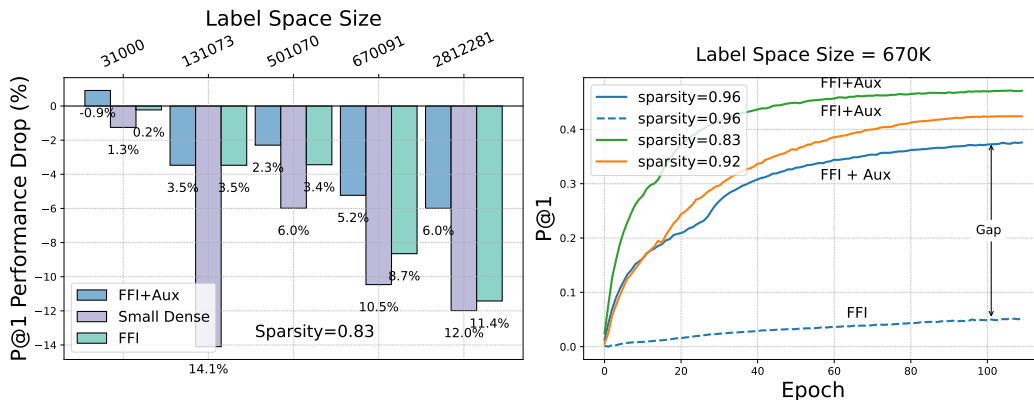 Label Space Size
31000
131073
501070
670091
2812281
P@1 Performance Drop (%)
0
−2
−4
−6
−8
−10
−12
−14
-0.9%
1.3%
0.2%
3.5%
14.1%
3.5%
2.3%
6.0%
3.4%
5.2%
10.5%
8.7%
6.0%
12.0%
11.4%
FFI+Aux
Small Dense
FFI
Sparsity=0.83
Label Space Size = 670K
P@1
0.4
0.3
0.2
0.1
0.0
sparsity=0.96
sparsity=0.96
sparsity=0.83
sparsity=0.92
FFI+Aux
FFI+Aux
FFI + Aux
Gap
FFI
0
20
40
60
80
100
Epoch